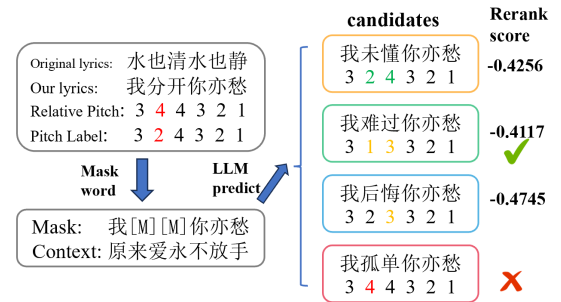 Original lyrics: 水也清水也静
Our lyrics: 我分开你亦愁
Relative Pitch: 3 4 4 3 2 1
Pitch Label: 3 2 4 3 2 1
Mask word
LLM predict
Mask: 我[M][M]你亦愁
Context: 原来爱永不放手
candidates
Rerank score
我未懂你亦愁
3 2 4 3 2 1
-0.4256
我难过你亦愁
3 1 3 3 2 1
-0.4117
我后悔你亦愁
3 2 3 3 2 1
-0.4745
我孤单你亦愁
3 4 4 3 2 1